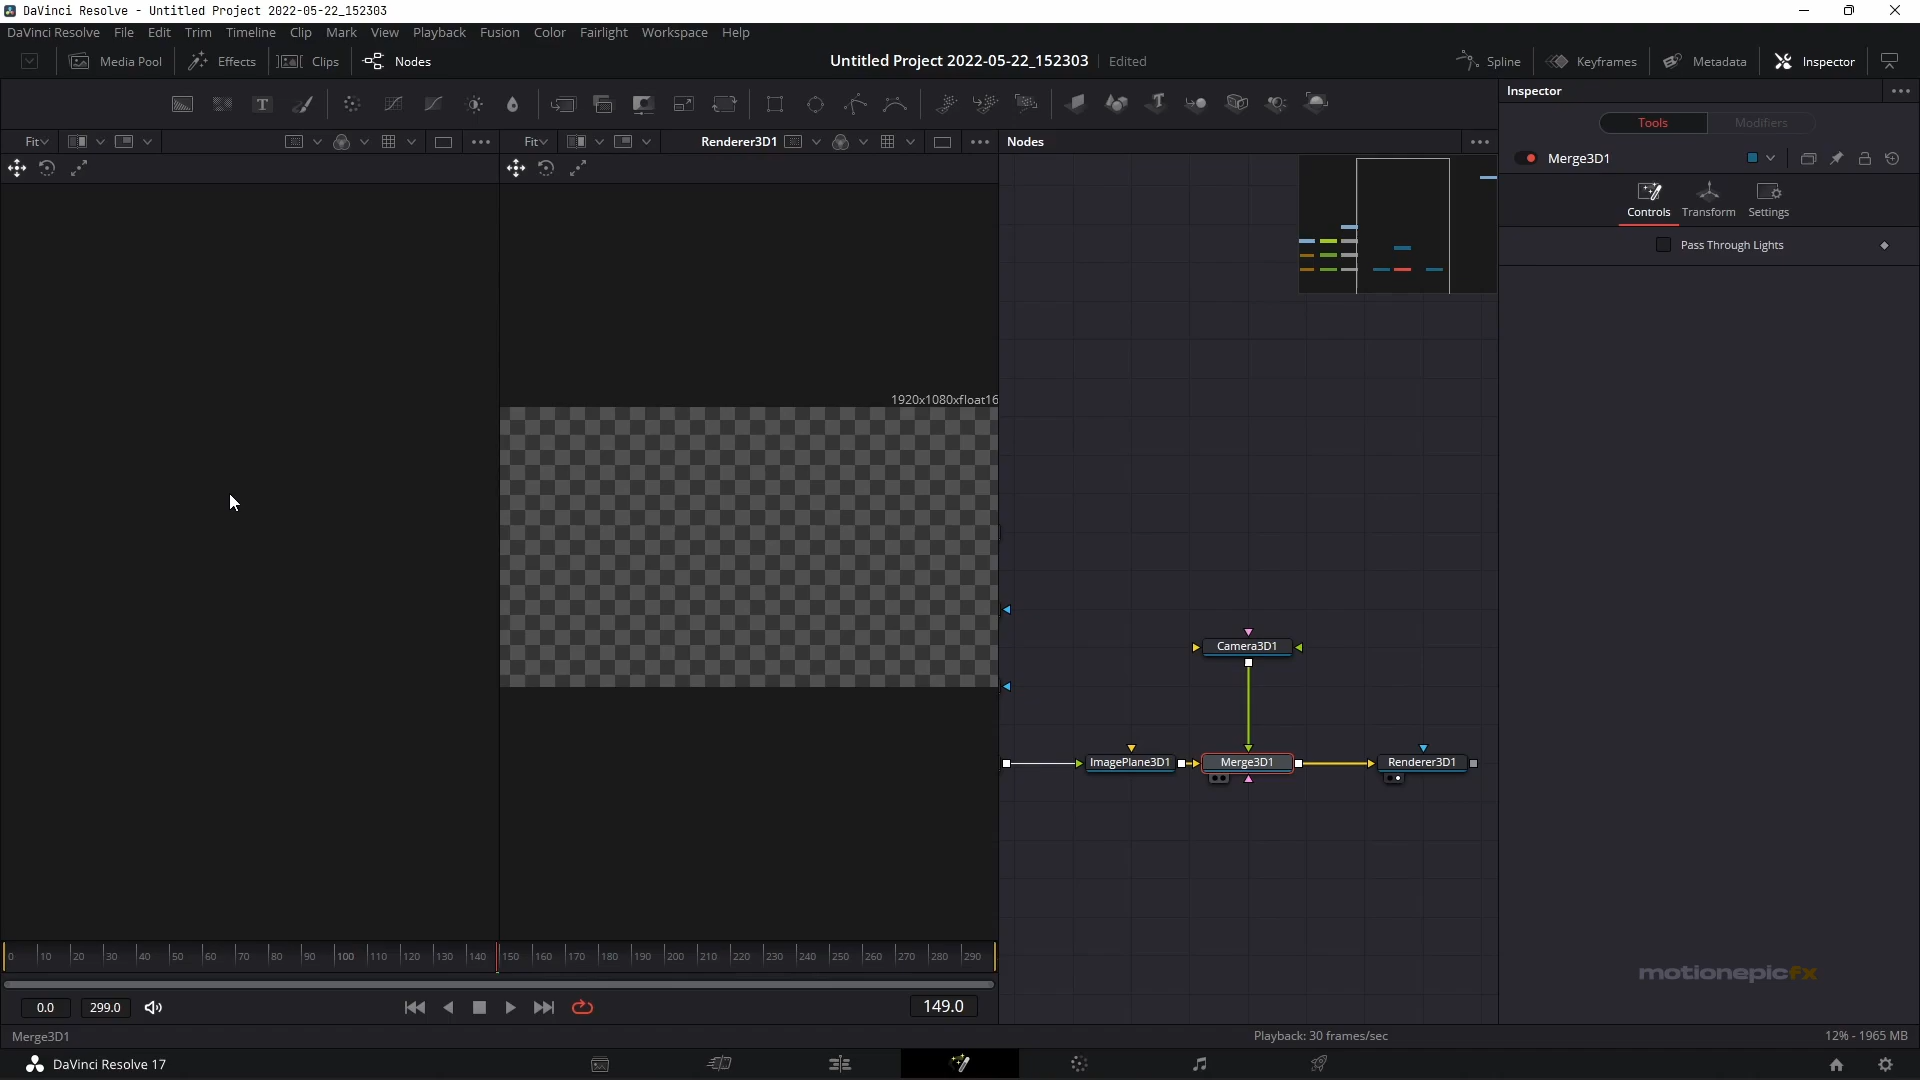 DaVinci Resolve - Untitled Project 2022-05-22_152303
DaVinci Resolve File Edit Trim Timeline Clip Mark View Playback Fusion Color Fairlight Workspace Help
Media Pool Effects Clips Nodes Untitled Project 2022-05-22_152303 Edited Spline Keyframes Metadata Inspector
Inspector
Tools Modifiers
Fit Fit Renderer3D1 Nodes
Merge3D1
Controls Transform Settings
Pass Through Lights
1920x1080xfloat16
Camera3D1
ImagePlane3D1 Merge3D1 Renderer3D1
0 10 20 30 40 50 60 70 80 90 100 110 120 130 140 150 160 170 180 190 200 210 220 230 240 250 260 270 280 290
motionepicfx
0.0 299.0 149.0
Merge3D1 Playback: 30 frames/sec 12% - 1965 MB
DaVinci Resolve 17